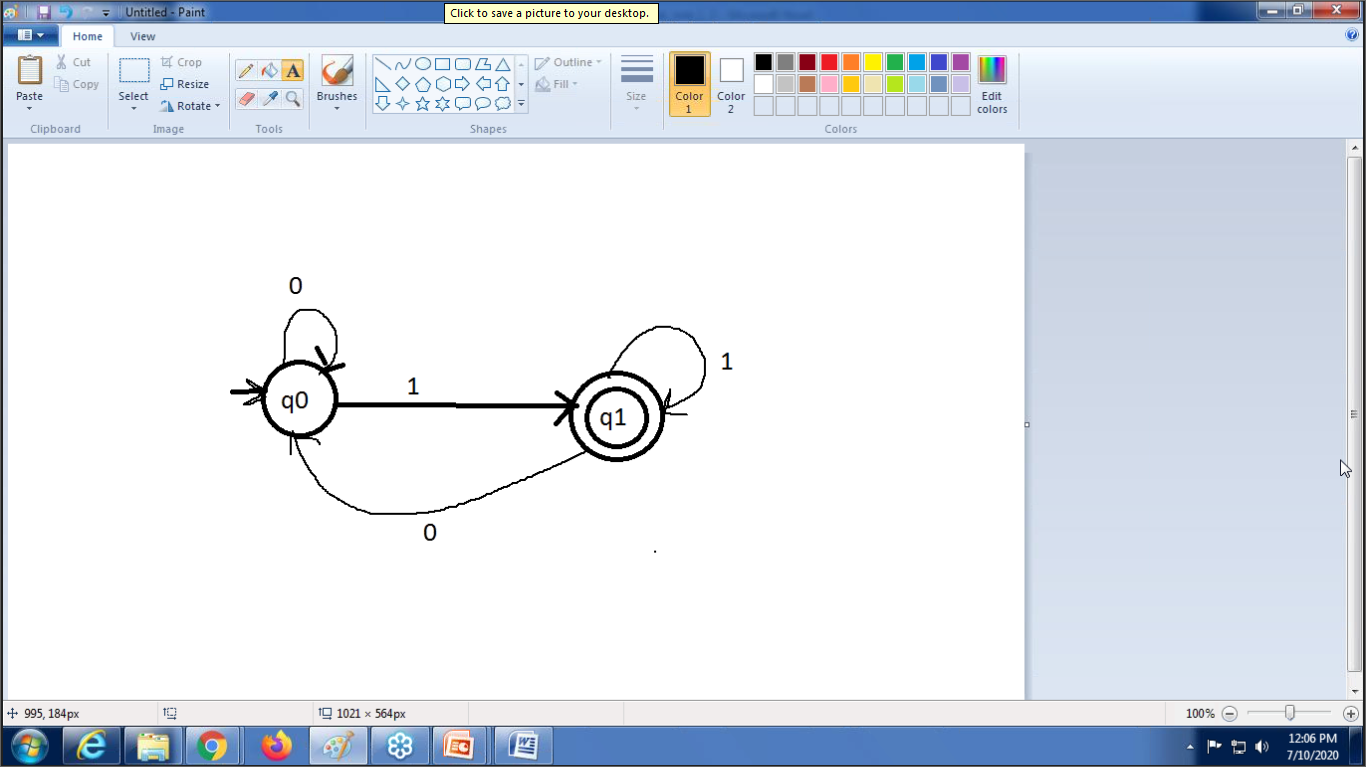 Untitled - Paint
Click to save a picture to your desktop.
Home View
Paste
Cut
Copy
Clipboard
Select
Crop
Resize
Rotate
Image
A
Tools
Brushes
Shapes
Outline
Fill
Size
Color 1
Color 2
Edit colors
Colors
0
q0
1
q1
1
0
995, 184px
1021 × 564px
100%
12:06 PM
7/10/2020